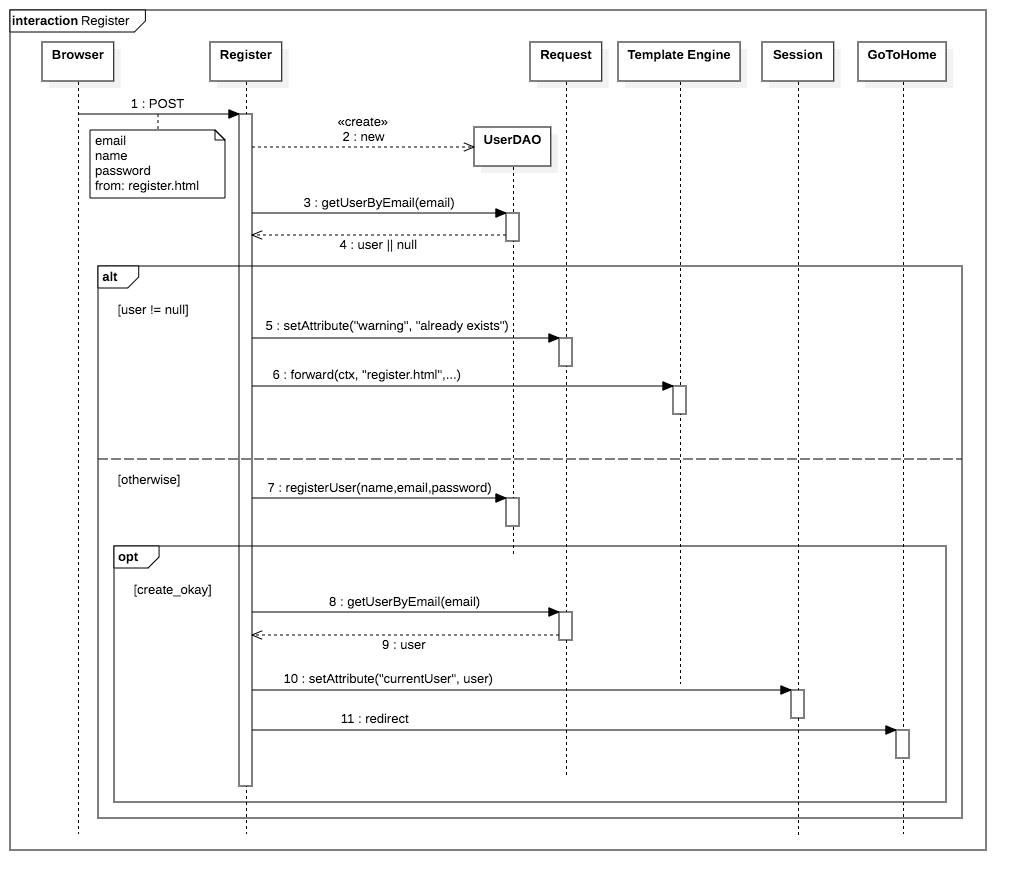 interaction Register
Browser
Register
Request
Template Engine
Session
GoToHome
1 : POST
email
name
password
from: register.html
«create»
2 : new
UserDAO
3 : getUserByEmail(email)
4 : user || null
alt
[user != null]
5 : setAttribute("warning", "already exists")
6 : forward(ctx, "register.html",...)
[otherwise]
7 : registerUser(name,email,password)
opt
[create_okay]
8 : getUserByEmail(email)
9 : user
10 : setAttribute("currentUser", user)
11 : redirect